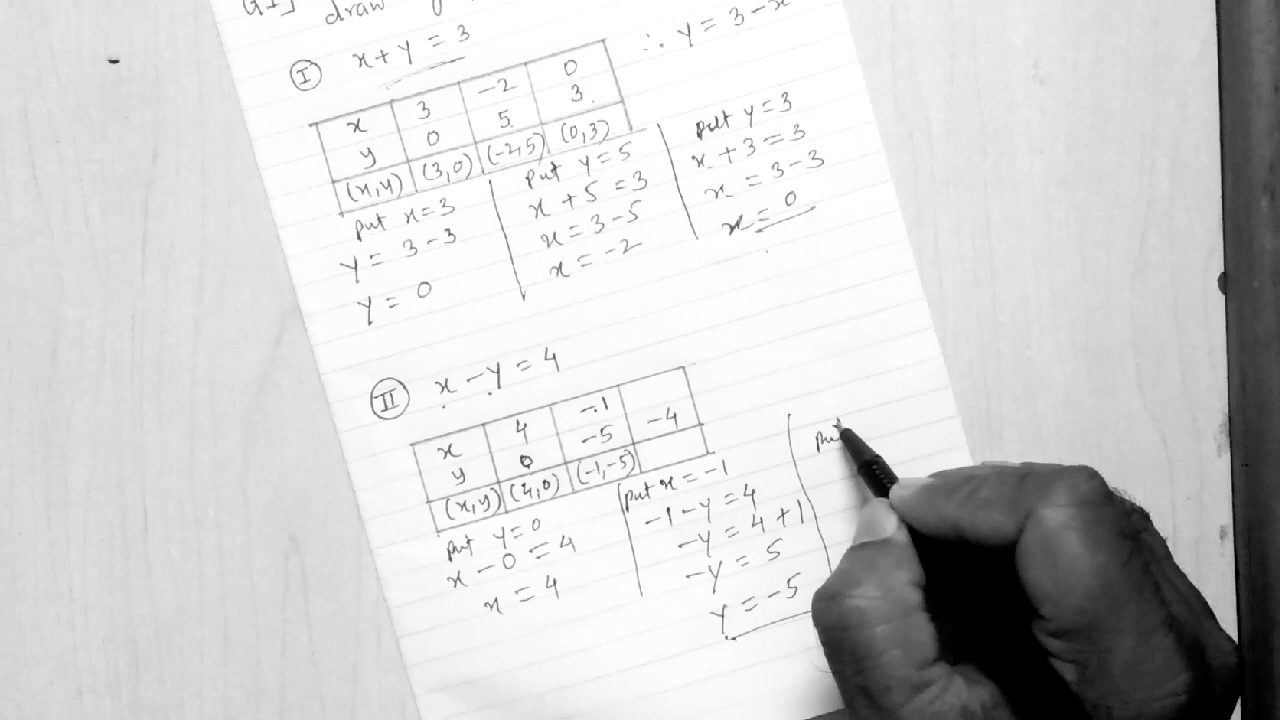 draw
I x + y = 3 ∴ y = 3 - x
x 3 -2 0
y 0 5 3
(x,y) (3,0) (-2,5) (0,3)
put x=3
y = 3-3
y = 0
put y=5
x + 5 = 3
x = 3-5
x = -2
put y=3
x + 3 = 3
x = 3-3
x = 0
II x - y = 4
x 4 -1
y 0 -5 -4
(x,y) (4,0) (-1,-5)
put y=0
x - 0 = 4
x = 4
put x = -1
-1 - y = 4
-y = 4 + 1
-y = 5
y = -5